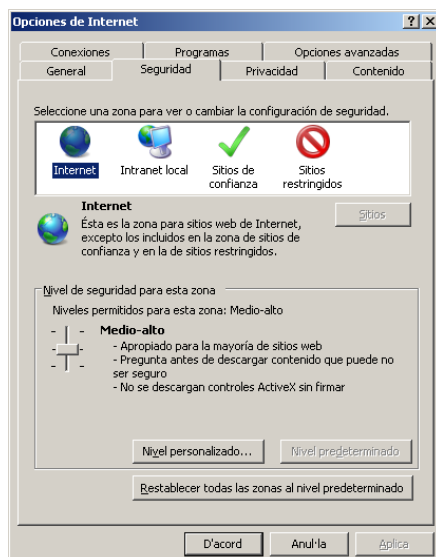 Opciones de Internet
Conexiones Programas Opciones avanzadas
General Seguridad Privacidad Contenido
Seleccione una zona para ver o cambiar la configuración de seguridad.
Internet Intranet local Sitios de confianza Sitios restringidos
Internet
Sitios
Ésta es la zona para sitios web de Internet,
excepto los incluidos en la zona de sitios de
confianza y en la de sitios restringidos.
Nivel de seguridad para esta zona
Niveles permitidos para esta zona: Medio-alto
Medio-alto
- Apropiado para la mayoría de sitios web
- Pregunta antes de descargar contenido que puede no
ser seguro
- No se descargan controles ActiveX sin firmar
Nivel personalizado... Nivel predeterminado
Restablecer todas las zonas al nivel predeterminado
D'acord Anul·la Aplica